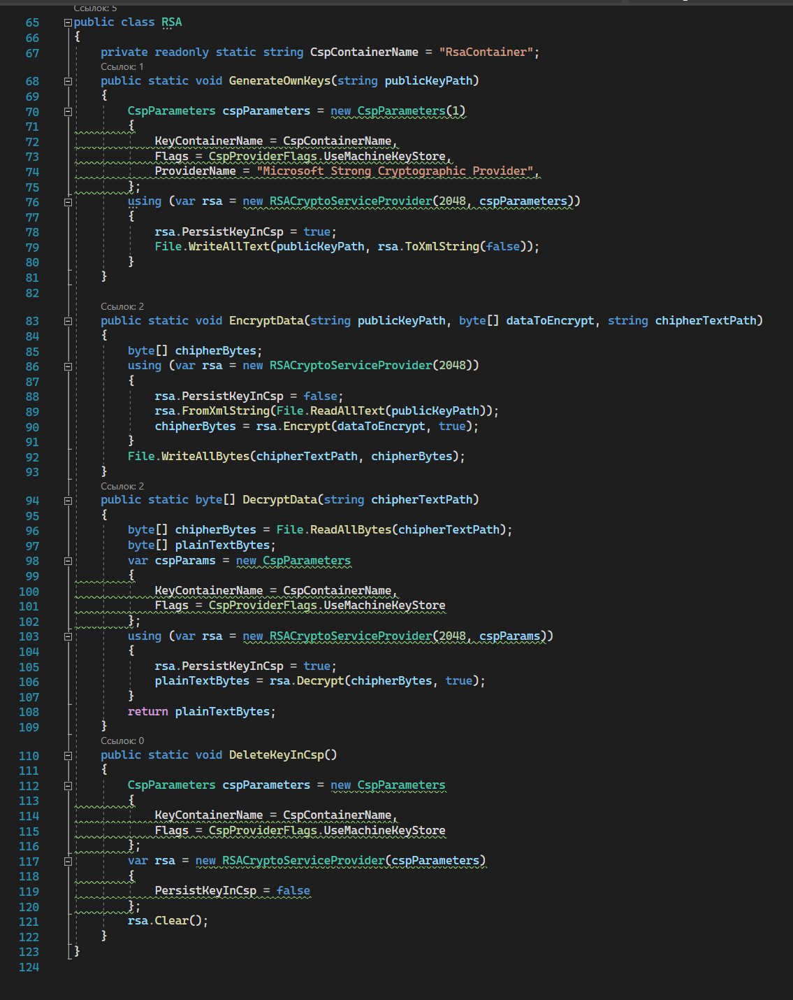 Ссылок: 5
65 public class RSA
66 {
67 private readonly static string CspContainerName = "RsaContainer";
Ссылок: 1
68 public static void GenerateOwnKeys(string publicKeyPath)
69 {
70 CspParameters cspParameters = new CspParameters(1)
71 {
72 KeyContainerName = CspContainerName,
73 Flags = CspProviderFlags.UseMachineKeyStore,
74 ProviderName = "Microsoft Strong Cryptographic Provider",
75 };
76 using (var rsa = new RSACryptoServiceProvider(2048, cspParameters))
77 {
78 rsa.PersistKeyInCsp = true;
79 File.WriteAllText(publicKeyPath, rsa.ToXmlString(false));
80 }
81 }
82
Ссылок: 2
83 public static void EncryptData(string publicKeyPath, byte[] dataToEncrypt, string chipherTextPath)
84 {
85 byte[] chipherBytes;
86 using (var rsa = new RSACryptoServiceProvider(2048))
87 {
88 rsa.PersistKeyInCsp = false;
89 rsa.FromXmlString(File.ReadAllText(publicKeyPath));
90 chipherBytes = rsa.Encrypt(dataToEncrypt, true);
91 }
92 File.WriteAllBytes(chipherTextPath, chipherBytes);
93 }
Ссылок: 2
94 public static byte[] DecryptData(string chipherTextPath)
95 {
96 byte[] chipherBytes = File.ReadAllBytes(chipherTextPath);
97 byte[] plainTextBytes;
98 var cspParams = new CspParameters
99 {
100 KeyContainerName = CspContainerName,
101 Flags = CspProviderFlags.UseMachineKeyStore
102 };
103 using (var rsa = new RSACryptoServiceProvider(2048, cspParams))
104 {
105 rsa.PersistKeyInCsp = true;
106 plainTextBytes = rsa.Decrypt(chipherBytes, true);
107 }
108 return plainTextBytes;
109 }
Ссылок: 0
110 public static void DeleteKeyInCsp()
111 {
112 CspParameters cspParameters = new CspParameters
113 {
114 KeyContainerName = CspContainerName,
115 Flags = CspProviderFlags.UseMachineKeyStore
116 };
117 var rsa = new RSACryptoServiceProvider(cspParameters)
118 {
119 PersistKeyInCsp = false
120 };
121 rsa.Clear();
122 }
123 }
124